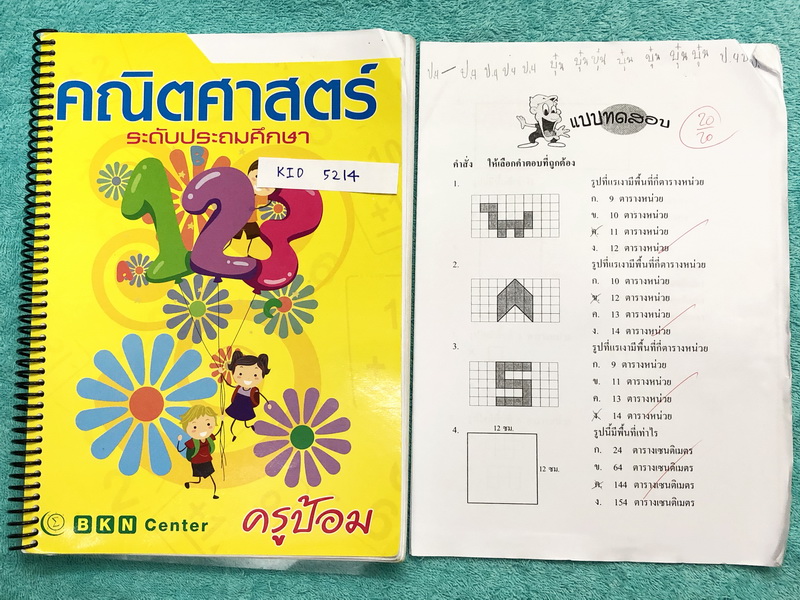 คณิตศาสตร์
ระดับประถมศึกษา
KID 5214
123
BKN Center
ครูป้อม
ป.4 ป.4 ป.4 ป.4 ป.4
แบบทดสอบ
20
20
คำสั่ง ให้เลือกคำตอบที่ถูกต้อง
1. รูปที่แรเงามีพื้นที่กี่ตารางหน่วย
ก. 9 ตารางหน่วย
ข. 10 ตารางหน่วย
ค. 11 ตารางหน่วย
ง. 12 ตารางหน่วย
2. รูปที่แรเงามีพื้นที่กี่ตารางหน่วย
ก. 10 ตารางหน่วย
ข. 12 ตารางหน่วย
ค. 13 ตารางหน่วย
ง. 14 ตารางหน่วย
3. รูปที่แรเงามีพื้นที่กี่ตารางหน่วย
ก. 9 ตารางหน่วย
ข. 11 ตารางหน่วย
ค. 13 ตารางหน่วย
ง. 14 ตารางหน่วย
4. รูปนี้มีพื้นที่เท่าไร
12 ซม.
12 ซม.
ก. 24 ตารางเซนติเมตร
ข. 64 ตารางเซนติเมตร
ค. 144 ตารางเซนติเมตร
ง. 154 ตารางเซนติเมตร